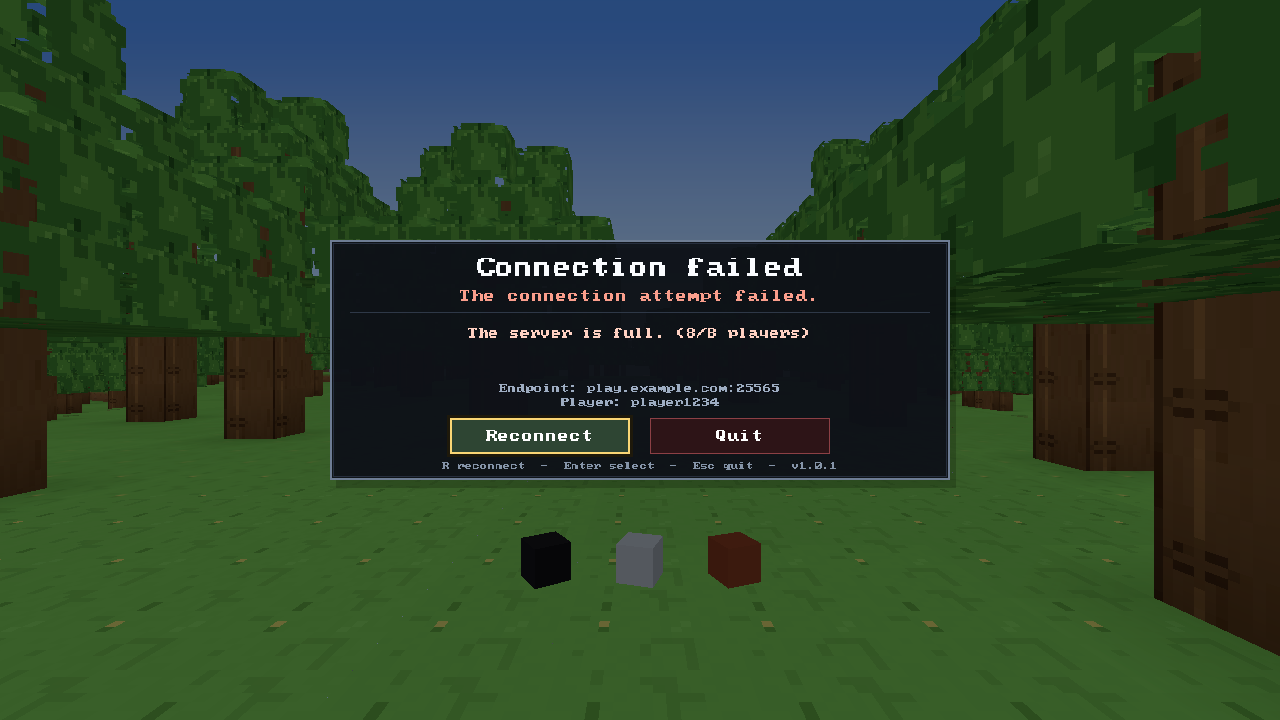 Connection failed
The connection attempt failed.
The server is full. (8/8 players)
Endpoint: play.example.com:25565
Player: player1234
Reconnect
Quit
R reconnect - Enter select - Esc quit - v1.0.1